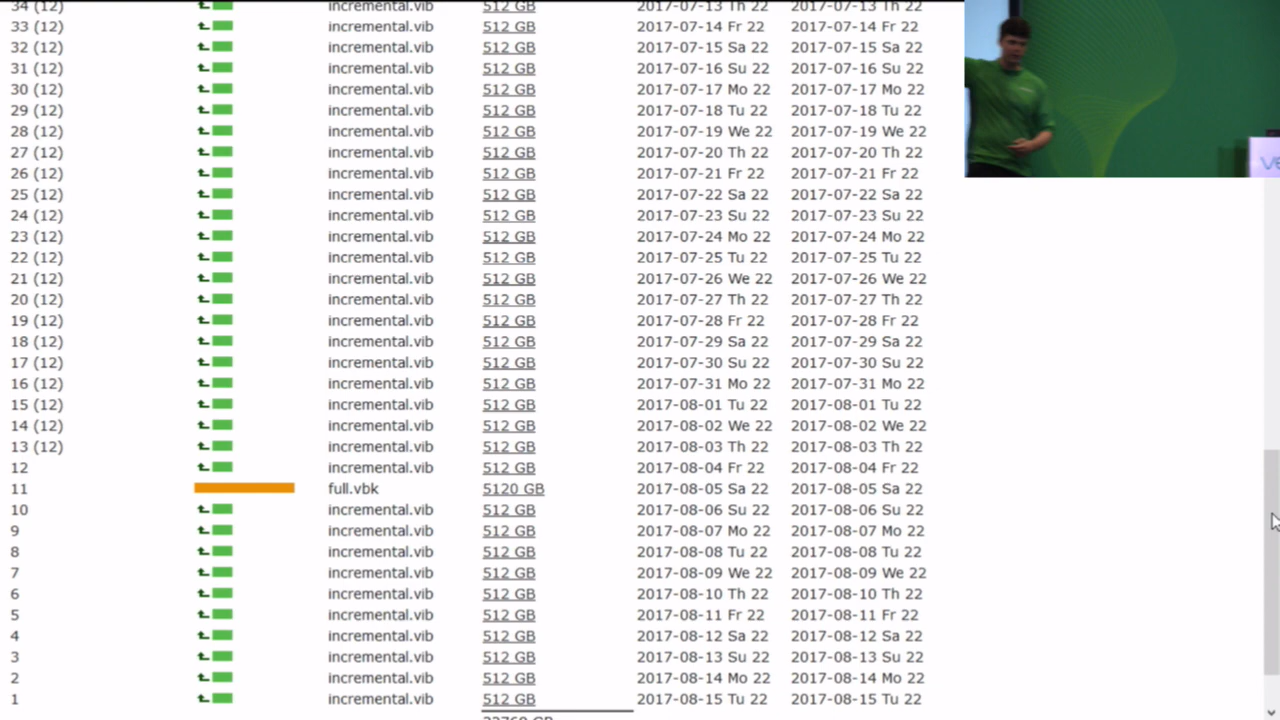 34 (12) incremental.vib 512 GB 2017-07-13 Th 22 2017-07-13 Th 22
33 (12) incremental.vib 512 GB 2017-07-14 Fr 22 2017-07-14 Fr 22
32 (12) incremental.vib 512 GB 2017-07-15 Sa 22 2017-07-15 Sa 22
31 (12) incremental.vib 512 GB 2017-07-16 Su 22 2017-07-16 Su 22
30 (12) incremental.vib 512 GB 2017-07-17 Mo 22 2017-07-17 Mo 22
29 (12) incremental.vib 512 GB 2017-07-18 Tu 22 2017-07-18 Tu 22
28 (12) incremental.vib 512 GB 2017-07-19 We 22 2017-07-19 We 22
27 (12) incremental.vib 512 GB 2017-07-20 Th 22 2017-07-20 Th 22
26 (12) incremental.vib 512 GB 2017-07-21 Fr 22 2017-07-21 Fr 22
25 (12) incremental.vib 512 GB 2017-07-22 Sa 22 2017-07-22 Sa 22
24 (12) incremental.vib 512 GB 2017-07-23 Su 22 2017-07-23 Su 22
23 (12) incremental.vib 512 GB 2017-07-24 Mo 22 2017-07-24 Mo 22
22 (12) incremental.vib 512 GB 2017-07-25 Tu 22 2017-07-25 Tu 22
21 (12) incremental.vib 512 GB 2017-07-26 We 22 2017-07-26 We 22
20 (12) incremental.vib 512 GB 2017-07-27 Th 22 2017-07-27 Th 22
19 (12) incremental.vib 512 GB 2017-07-28 Fr 22 2017-07-28 Fr 22
18 (12) incremental.vib 512 GB 2017-07-29 Sa 22 2017-07-29 Sa 22
17 (12) incremental.vib 512 GB 2017-07-30 Su 22 2017-07-30 Su 22
16 (12) incremental.vib 512 GB 2017-07-31 Mo 22 2017-07-31 Mo 22
15 (12) incremental.vib 512 GB 2017-08-01 Tu 22 2017-08-01 Tu 22
14 (12) incremental.vib 512 GB 2017-08-02 We 22 2017-08-02 We 22
13 (12) incremental.vib 512 GB 2017-08-03 Th 22 2017-08-03 Th 22
12 incremental.vib 512 GB 2017-08-04 Fr 22 2017-08-04 Fr 22
11 full.vbk 5120 GB 2017-08-05 Sa 22 2017-08-05 Sa 22
10 incremental.vib 512 GB 2017-08-06 Su 22 2017-08-06 Su 22
9 incremental.vib 512 GB 2017-08-07 Mo 22 2017-08-07 Mo 22
8 incremental.vib 512 GB 2017-08-08 Tu 22 2017-08-08 Tu 22
7 incremental.vib 512 GB 2017-08-09 We 22 2017-08-09 We 22
6 incremental.vib 512 GB 2017-08-10 Th 22 2017-08-10 Th 22
5 incremental.vib 512 GB 2017-08-11 Fr 22 2017-08-11 Fr 22
4 incremental.vib 512 GB 2017-08-12 Sa 22 2017-08-12 Sa 22
3 incremental.vib 512 GB 2017-08-13 Su 22 2017-08-13 Su 22
2 incremental.vib 512 GB 2017-08-14 Mo 22 2017-08-14 Mo 22
1 incremental.vib 512 GB 2017-08-15 Tu 22 2017-08-15 Tu 22